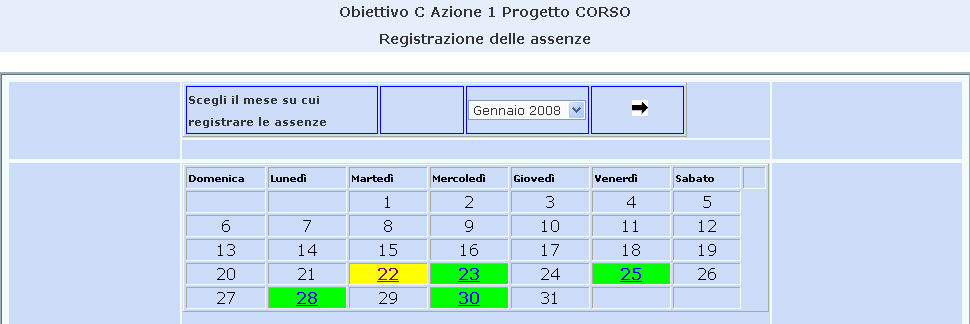 Obiettivo C Azione 1 Progetto CORSO
Registrazione delle assenze
Scegli il mese su cui
registrare le assenze
Gennaio 2008
Domenica Lunedì Martedì Mercoledì Giovedì Venerdì Sabato
1 2 3 4 5
6 7 8 9 10 11 12
13 14 15 16 17 18 19
20 21 22 23 24 25 26
27 28 29 30 31